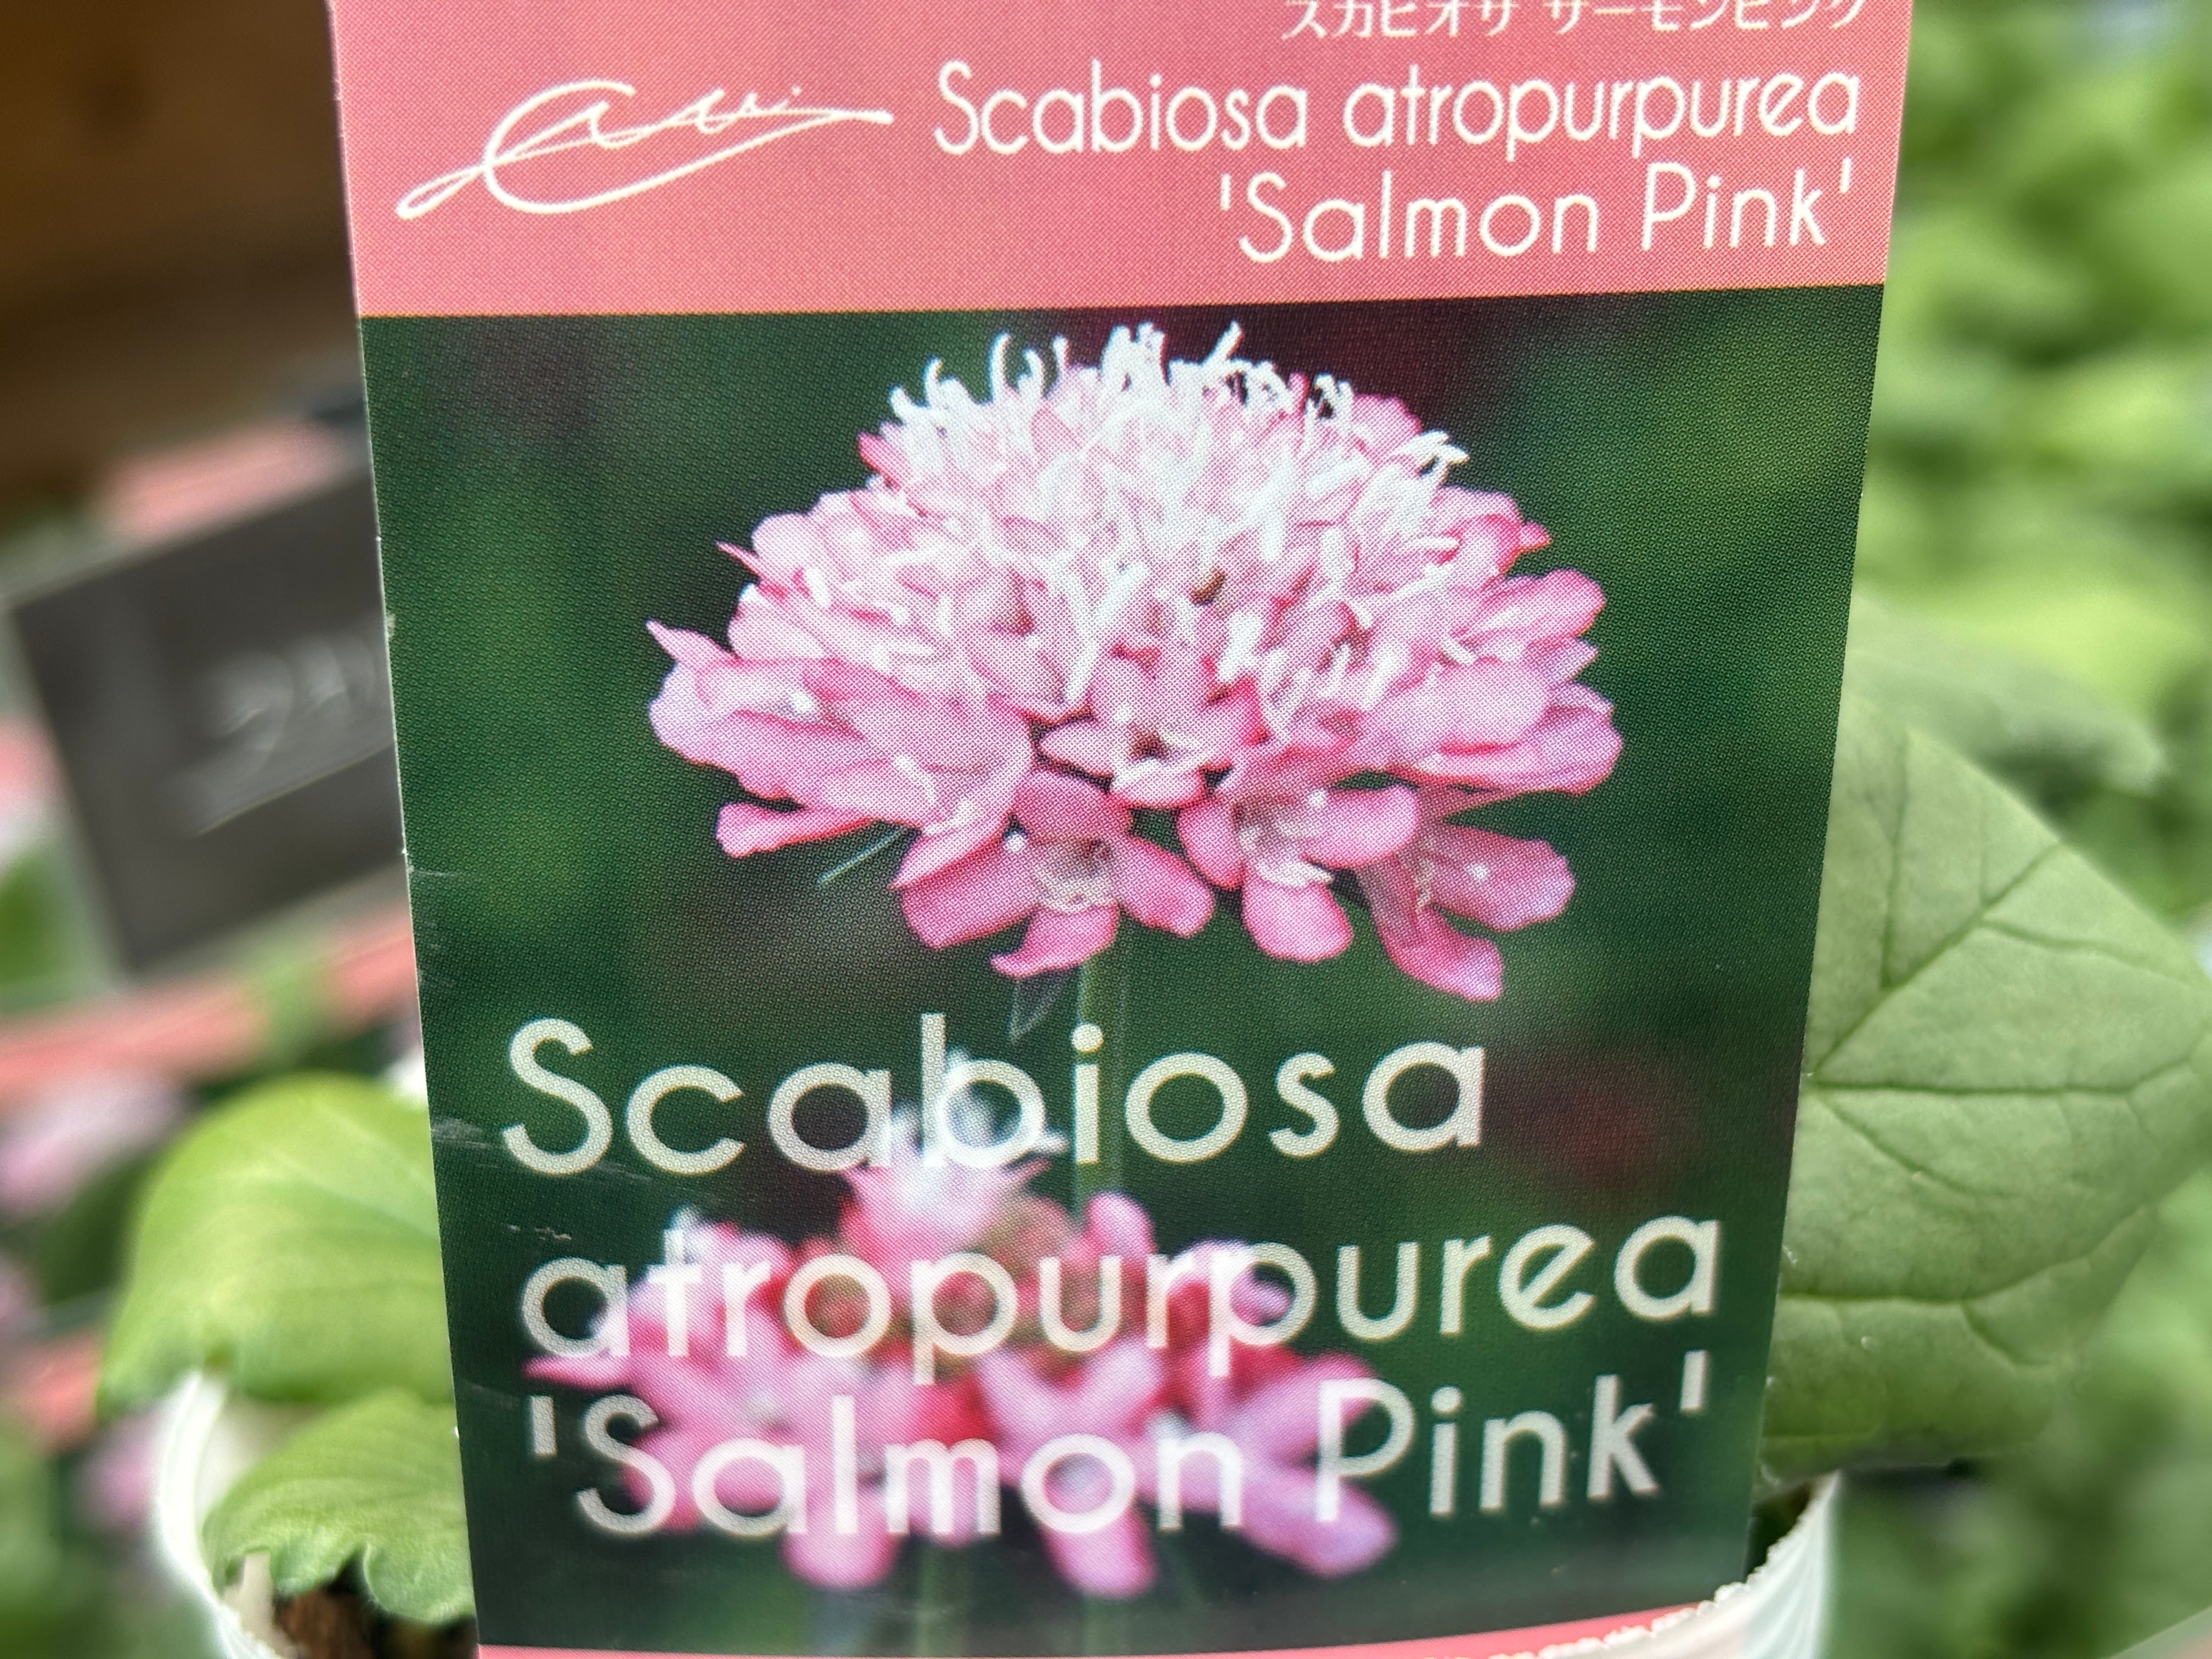 スカビオサ サーモンピンク
Scabiosa atropurpurea
'Salmon Pink'
Scabiosa
atropurpurea
'Salmon Pink'